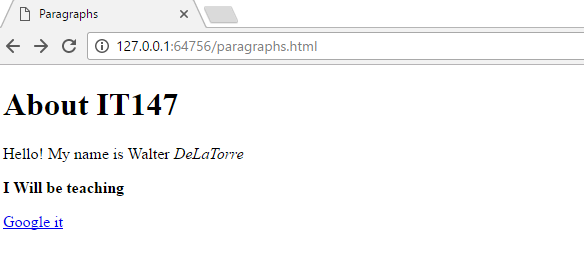 Paragraphs
127.0.0.1:64756/paragraphs.html
About IT147
Hello! My name is Walter DeLaTorre
I Will be teaching
Google it